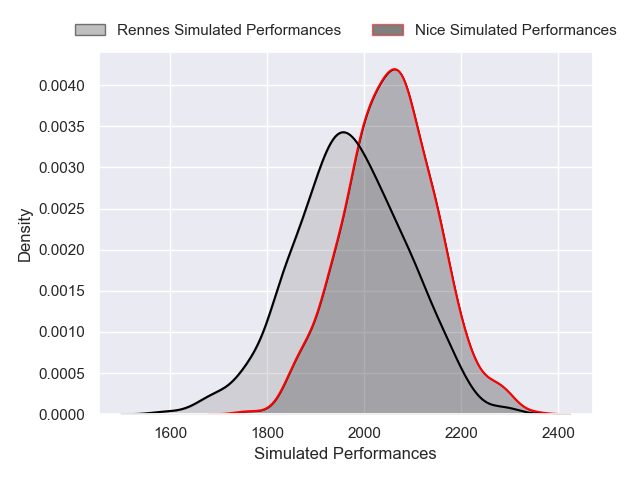 Rennes Simulated Performances Nice Simulated Performances
0.0040
0.0035
0.0030
0.0025
0.0020
0.0015
0.0010
0.0005
0.0000
Density
1600 1800 2000 2200 2400
Simulated Performances